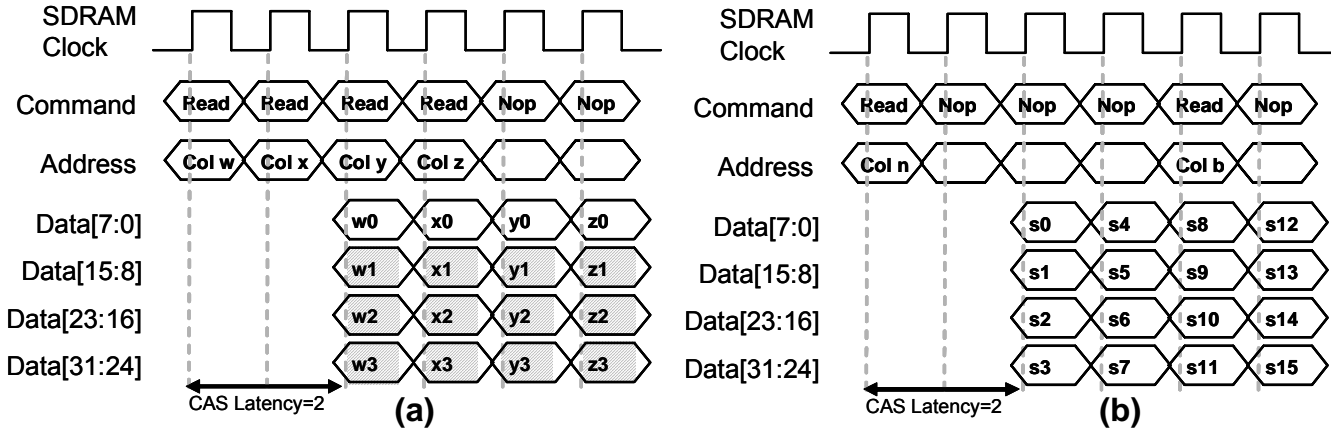 SDRAM
Clock
Command
Read Read Read Read Nop Nop
Address
Col w Col x Col y Col z
Data[7:0]
w0 x0 y0 z0
Data[15:8]
w1 x1 y1 z1
Data[23:16]
w2 x2 y2 z2
Data[31:24]
w3 x3 y3 z3
CAS Latency=2
(a)
SDRAM
Clock
Command
Read Nop Nop Nop Read Nop
Address
Col n Col b
Data[7:0]
s0 s4 s8 s12
Data[15:8]
s1 s5 s9 s13
Data[23:16]
s2 s6 s10 s14
Data[31:24]
s3 s7 s11 s15
CAS Latency=2
(b)